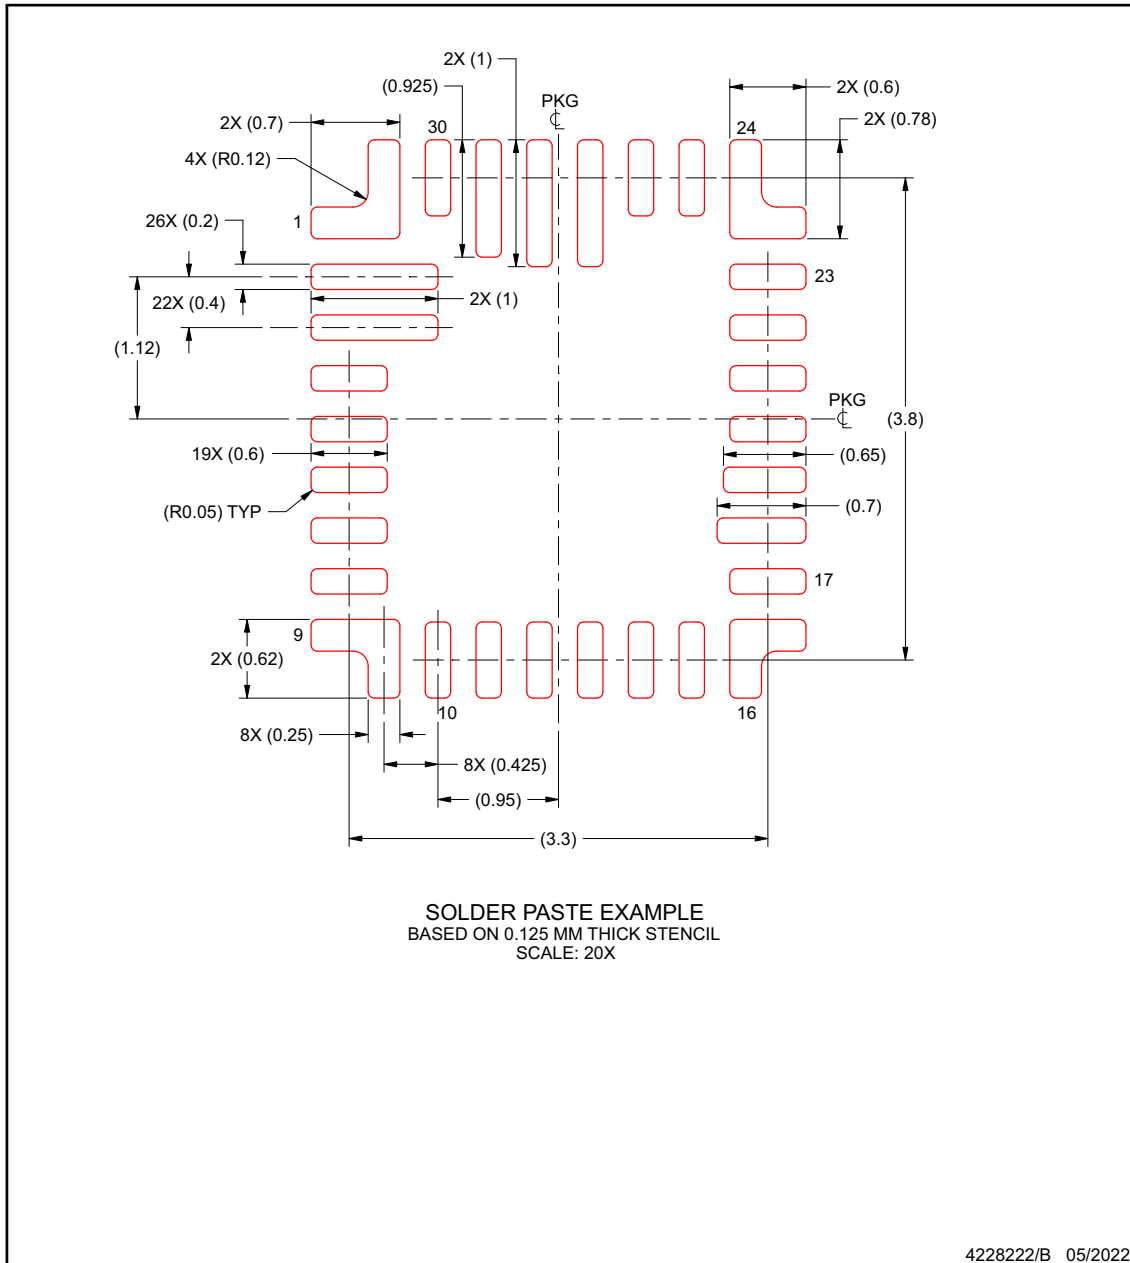 2X (1)
(0.925)
2X (0.6)
PKG
℄
2X (0.7)
30
24
2X (0.78)
4X (R0.12)
1
26X (0.2)
23
22X (0.4)
2X (1)
(1.12)
PKG
℄
(3.8)
19X (0.6)
(0.65)
(R0.05) TYP
(0.7)
17
9
2X (0.62)
10
16
8X (0.25)
8X (0.425)
(0.95)
(3.3)
SOLDER PASTE EXAMPLE
BASED ON 0.125 MM THICK STENCIL
SCALE: 20X
4228222/B 05/2022